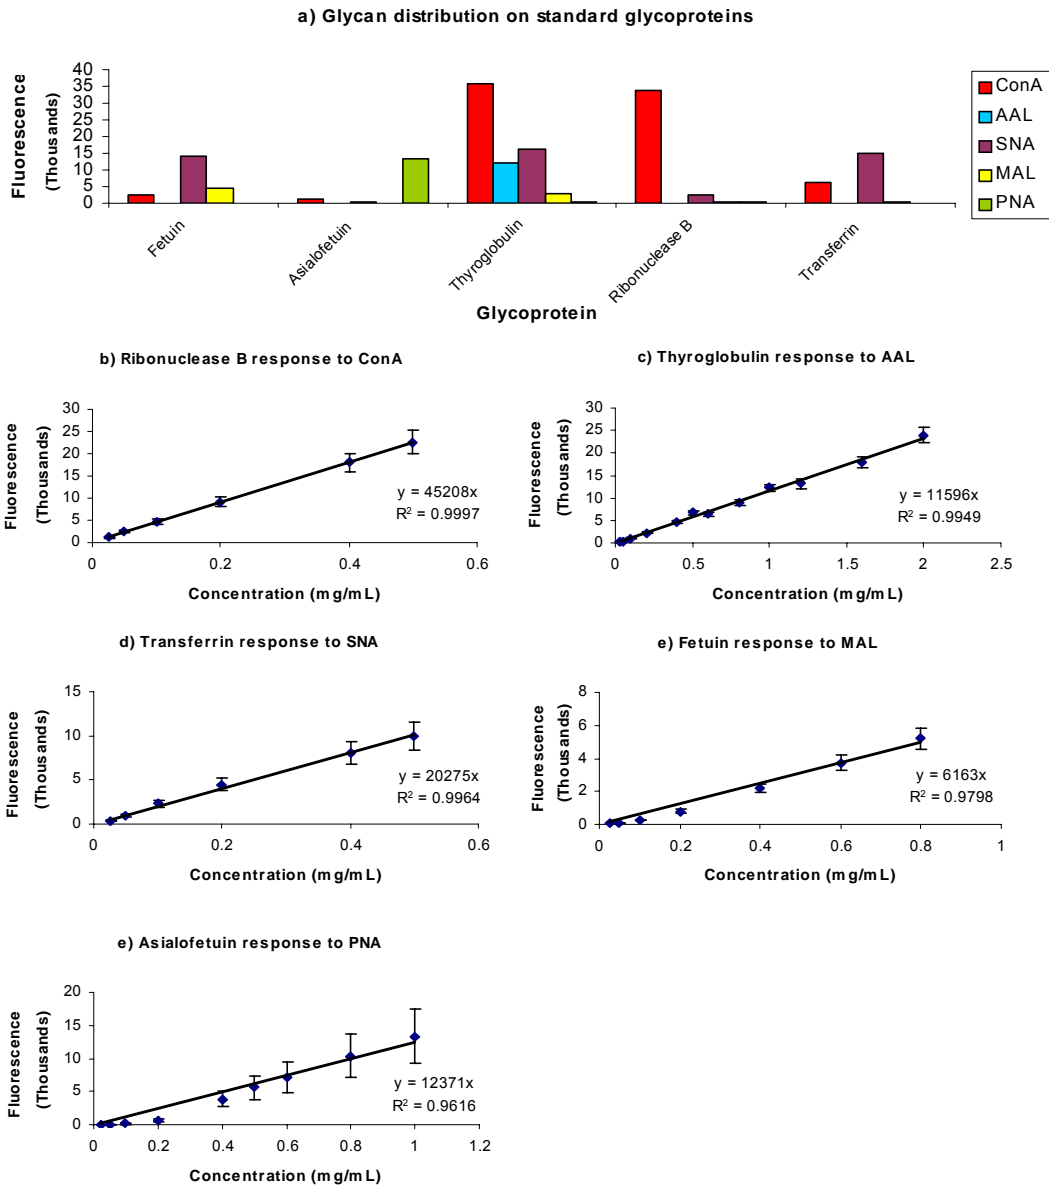 a) Glycan distribution on standard glycoproteins
40
35
30
25
20
15
10
5
0
Fluorescence
(Thousands)
Fetuin
Asialofetuin
Thyroglobulin
Ribonuclease B
Transferrin
Glycoprotein
ConA
AAL
SNA
MAL
PNA
b) Ribonuclease B response to ConA
30
25
20
15
10
5
0
Fluorescence
(Thousands)
y = 45208x
R² = 0.9997
0 0.2 0.4 0.6
Concentration (mg/mL)
c) Thyroglobulin response to AAL
30
25
20
15
10
5
0
Fluorescence
(Thousands)
y = 11596x
R² = 0.9949
0 0.5 1 1.5 2 2.5
Concentration (mg/mL)
d) Transferrin response to SNA
15
10
5
0
Fluorescence
(Thousands)
y = 20275x
R² = 0.9964
0 0.2 0.4 0.6
Concentration (mg/mL)
e) Fetuin response to MAL
8
6
4
2
0
Fluorescence
(Thousands)
y = 6163x
R² = 0.9798
0 0.2 0.4 0.6 0.8 1
Concentration (mg/mL)
e) Asialofetuin response to PNA
20
15
10
5
0
Fluorescence
(Thousands)
y = 12371x
R² = 0.9616
0 0.2 0.4 0.6 0.8 1 1.2
Concentration (mg/mL)